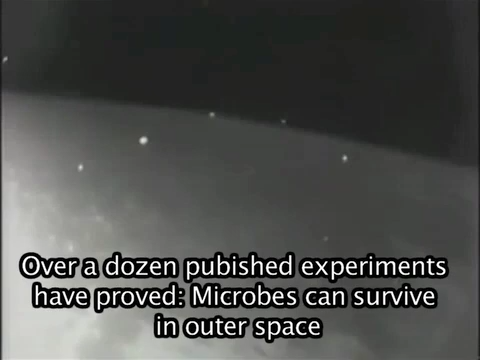 Over a dozen pubished experiments
have proved: Microbes can survive
in outer space